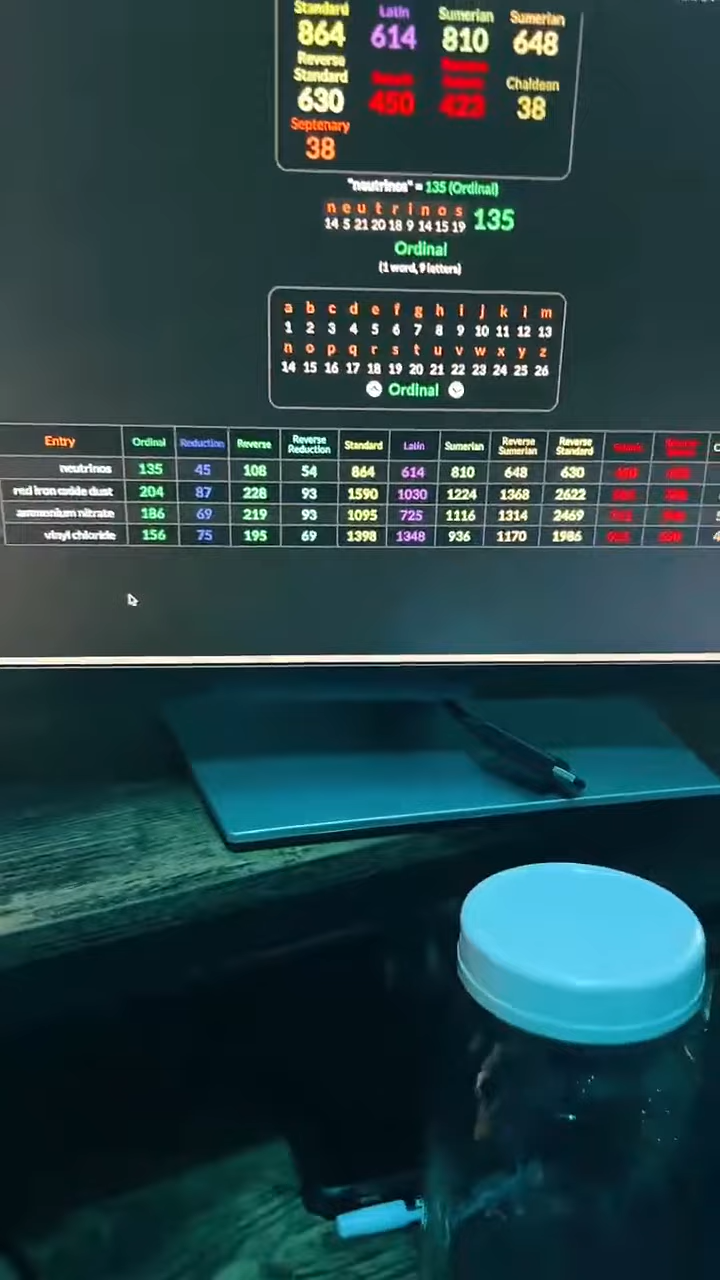 Standard Latin Sumerian Sumerian
864 614 810 648
Reverse
Standard Chaldean
630 450 423 38
Septenary
38
"neutrinos" = 135 (Ordinal)
n e u t r i n o s 135
14 5 21 20 18 9 14 15 19
Ordinal
(1 word, 9 letters)
a b c d e f g h i j k l m
1 2 3 4 5 6 7 8 9 10 11 12 13
n o p q r s t u v w x y z
14 15 16 17 18 19 20 21 22 23 24 25 26
Ordinal
Entry Ordinal Reduction Reverse Reverse Reduction Standard Latin Sumerian Reverse Sumerian Reverse Standard
neutrinos 135 45 108 54 864 614 810 648 630
red iron oxide dust 204 87 228 93 1590 1030 1224 1368 2622
ammonium nitrate 186 69 219 93 1095 725 1116 1314 2469
vinyl chloride 156 75 195 69 1398 1348 936 1170 1986